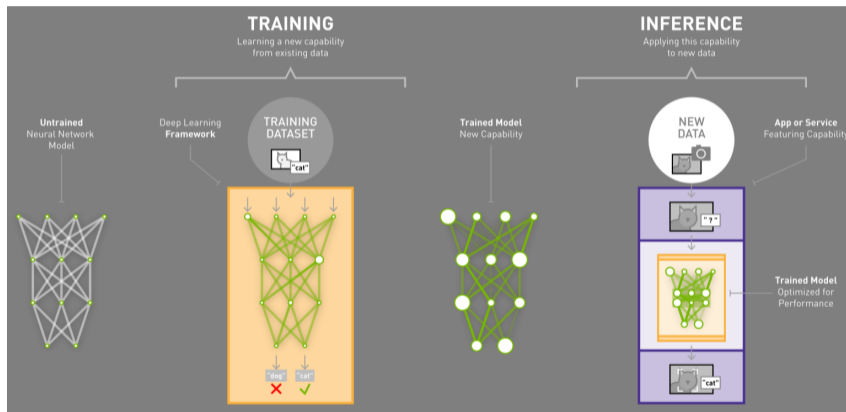 TRAINING
Learning a new capability
from existing data
INFERENCE
Applying this capability
to new data
Untrained
Neural Network
Model
Deep Learning
Framework
TRAINING
DATASET
"cat"
"dog"
"cat"
Trained Model
New Capability
NEW
DATA
App or Service
Featuring Capability
"?"
Trained Model
Optimized for
Performance
"cat"